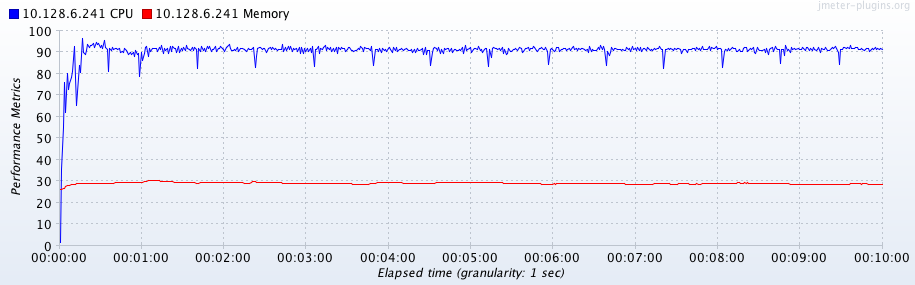 jmeter-plugins.org
10.128.6.241 CPU 10.128.6.241 Memory
Performance Metrics
100
90
80
70
60
50
40
30
20
10
0
00:00:00 00:01:00 00:02:00 00:03:00 00:04:00 00:05:00 00:06:00 00:07:00 00:08:00 00:09:00 00:10:00
Elapsed time (granularity: 1 sec)